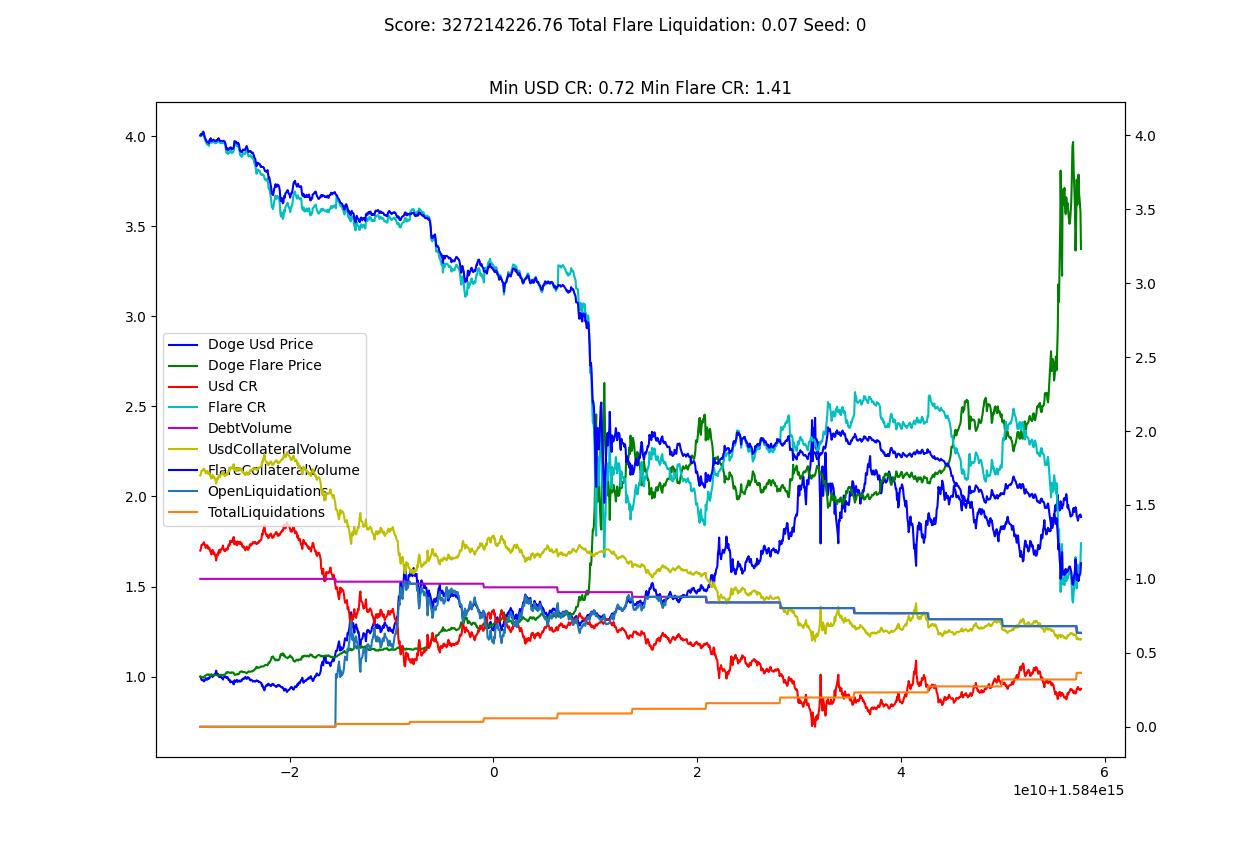 Score: 327214226.76 Total Flare Liquidation: 0.07 Seed: 0
Min USD CR: 0.72 Min Flare CR: 1.41
4.0
3.5
3.0
2.5
2.0
1.5
1.0
4.0
3.5
3.0
2.5
2.0
1.5
1.0
0.5
0.0
Doge Usd Price
Doge Flare Price
Usd CR
Flare CR
DebtVolume
UsdCollateralVolume
FlareCollateralVolume
OpenLiquidations
TotalLiquidations
−2 0 2 4 6
1e10+1.584e15